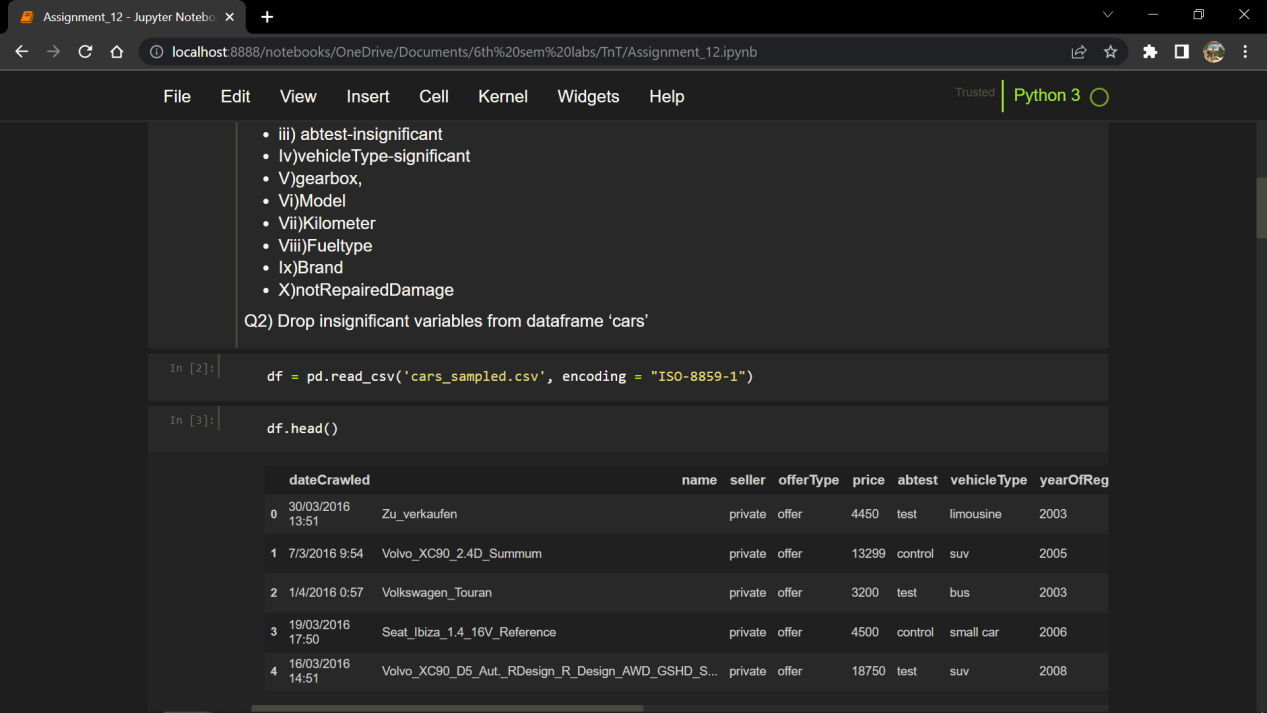 Assignment_12 - Jupyter Notebo
localhost:8888/notebooks/OneDrive/Documents/6th%20sem%20labs/TnT/Assignment_12.ipynb
File Edit View Insert Cell Kernel Widgets Help Trusted Python 3
iii) abtest-insignificant
Iv)vehicleType-significant
V)gearbox,
Vi)Model
Vii)Kilometer
Viii)Fueltype
Ix)Brand
X)notRepairedDamage
Q2) Drop insignificant variables from dataframe ‘cars’
In [2]: df = pd.read_csv('cars_sampled.csv', encoding = "ISO-8859-1")
In [3]: df.head()
dateCrawled name seller offerType price abtest vehicleType yearOfReg
0 30/03/2016 13:51 Zu_verkaufen private offer 4450 test limousine 2003
1 7/3/2016 9:54 Volvo_XC90_2.4D_Summum private offer 13299 control suv 2005
2 1/4/2016 0:57 Volkswagen_Touran private offer 3200 test bus 2003
3 19/03/2016 17:50 Seat_Ibiza_1.4_16V_Reference private offer 4500 control small car 2006
4 16/03/2016 14:51 Volvo_XC90_D5_Aut._RDesign_R_Design_AWD_GSHD_S... private offer 18750 test suv 2008